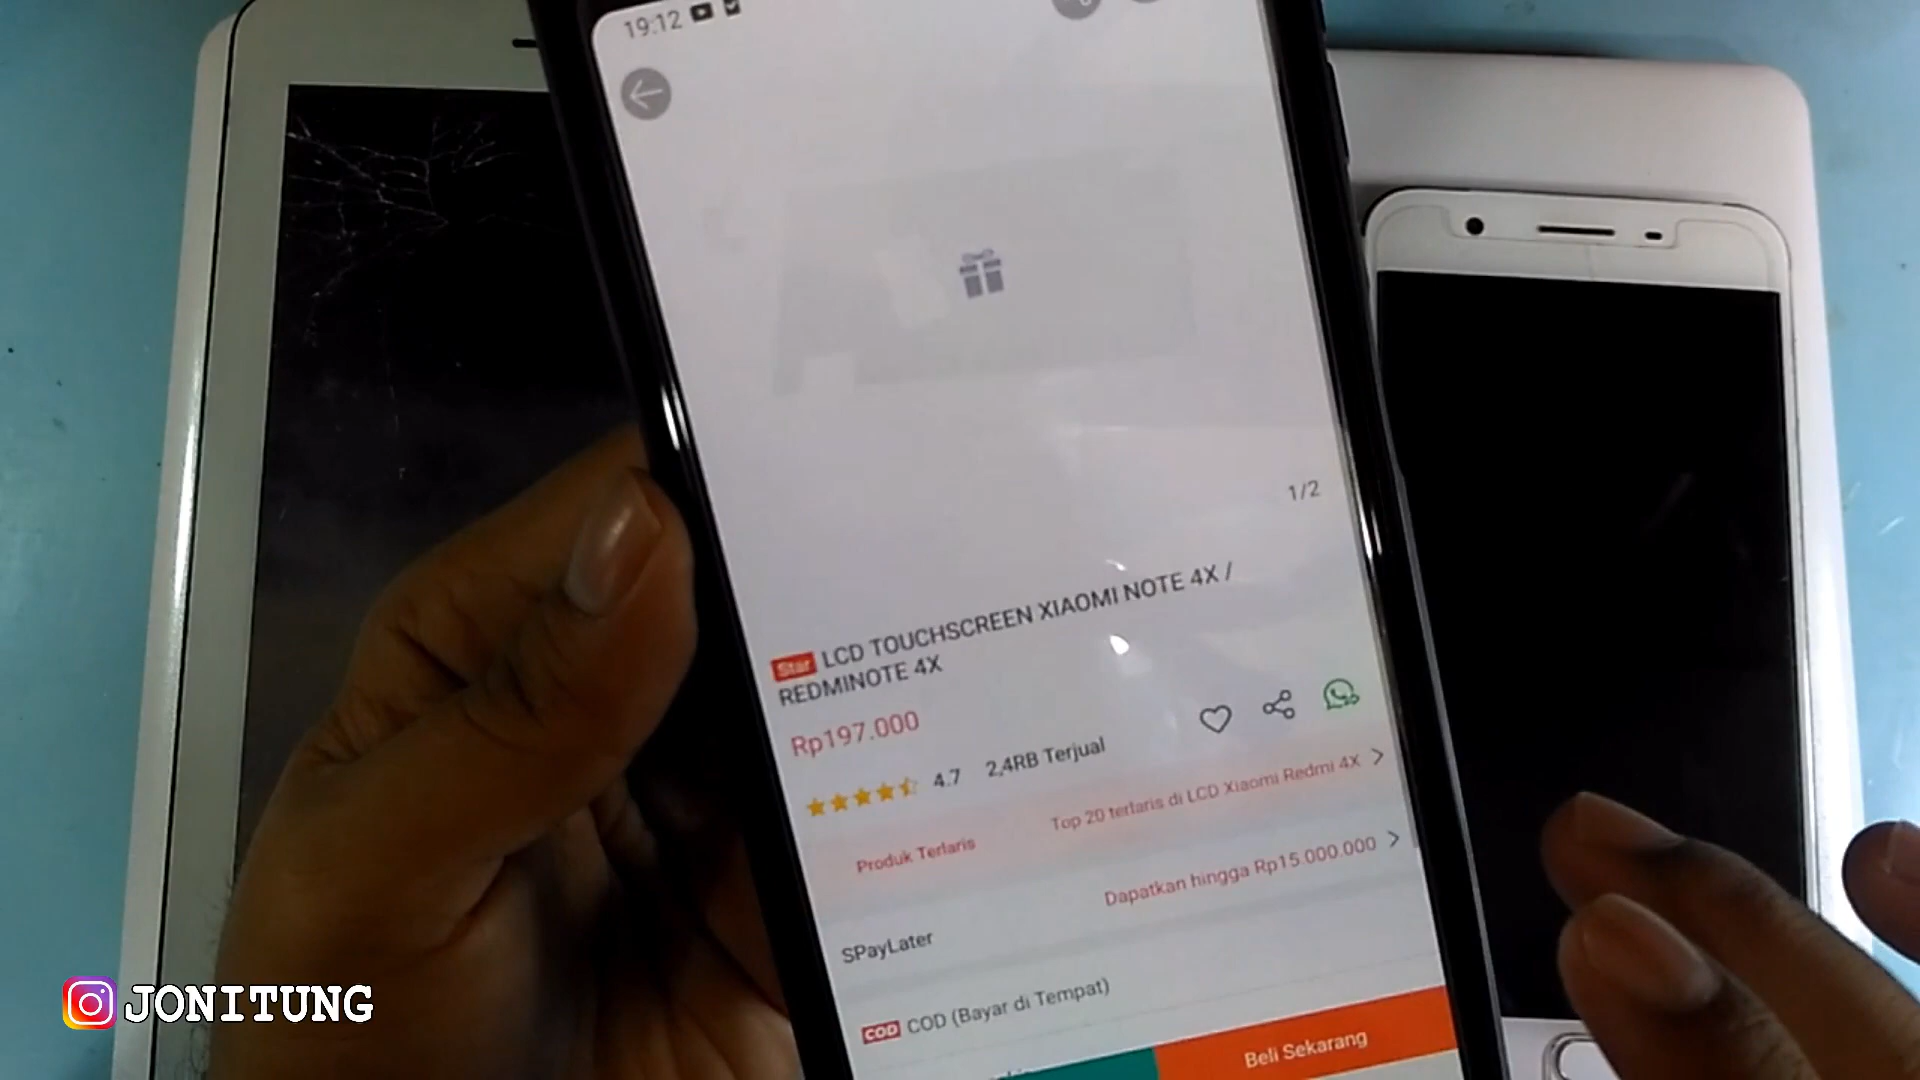 19:12
1/2
Star LCD TOUCHSCREEN XIAOMI NOTE 4X /
REDMINOTE 4X
Rp197.000
4.7 2,4RB Terjual
Produk Terlaris Top 20 terlaris di LCD Xiaomi Redmi 4X
SPayLater Dapatkan hingga Rp15.000.000
COD COD (Bayar di Tempat)
Beli Sekarang
JONITUNG